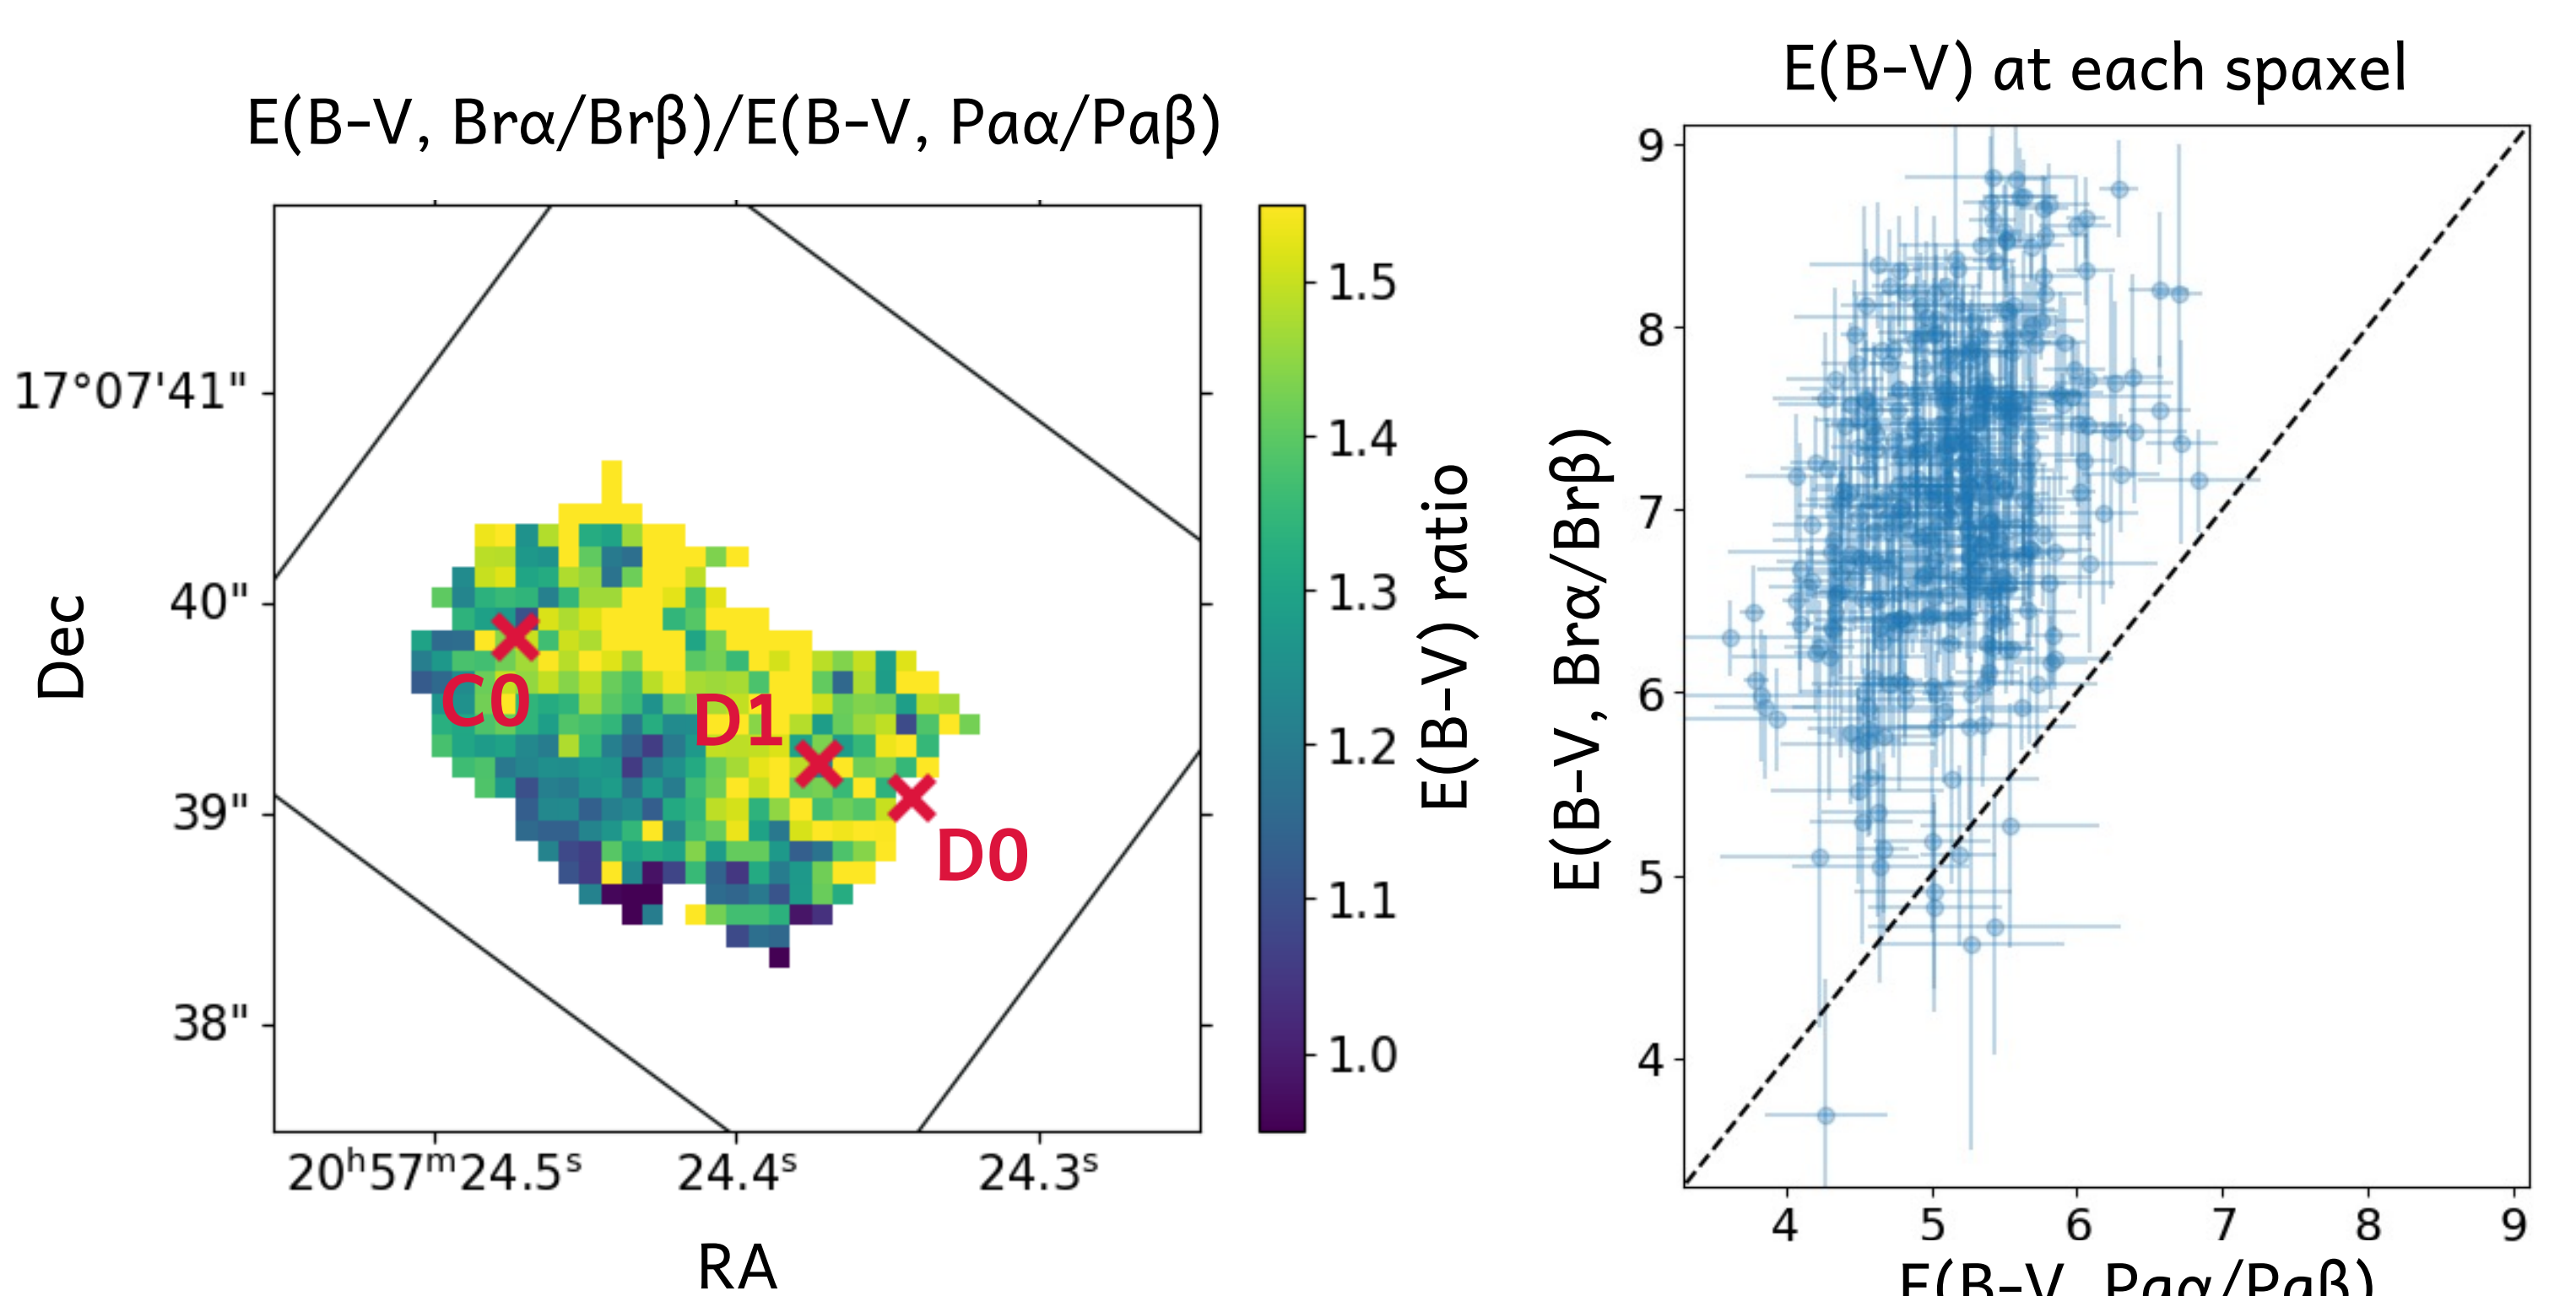 E(B-V, Brα/Brβ)/E(B-V, Paα/Paβ)
Dec
17°07'41"
40"
39"
38"
C0
D1
D0
20ʰ57ᵐ24.5ˢ
24.4ˢ
24.3ˢ
RA
1.5
1.4
1.3
1.2
1.1
1.0
E(B-V) ratio
E(B-V) at each spaxel
E(B-V, Brα/Brβ)
9
8
7
6
5
4
4
5
6
7
8
9
E(B-V, Paα/Paβ)